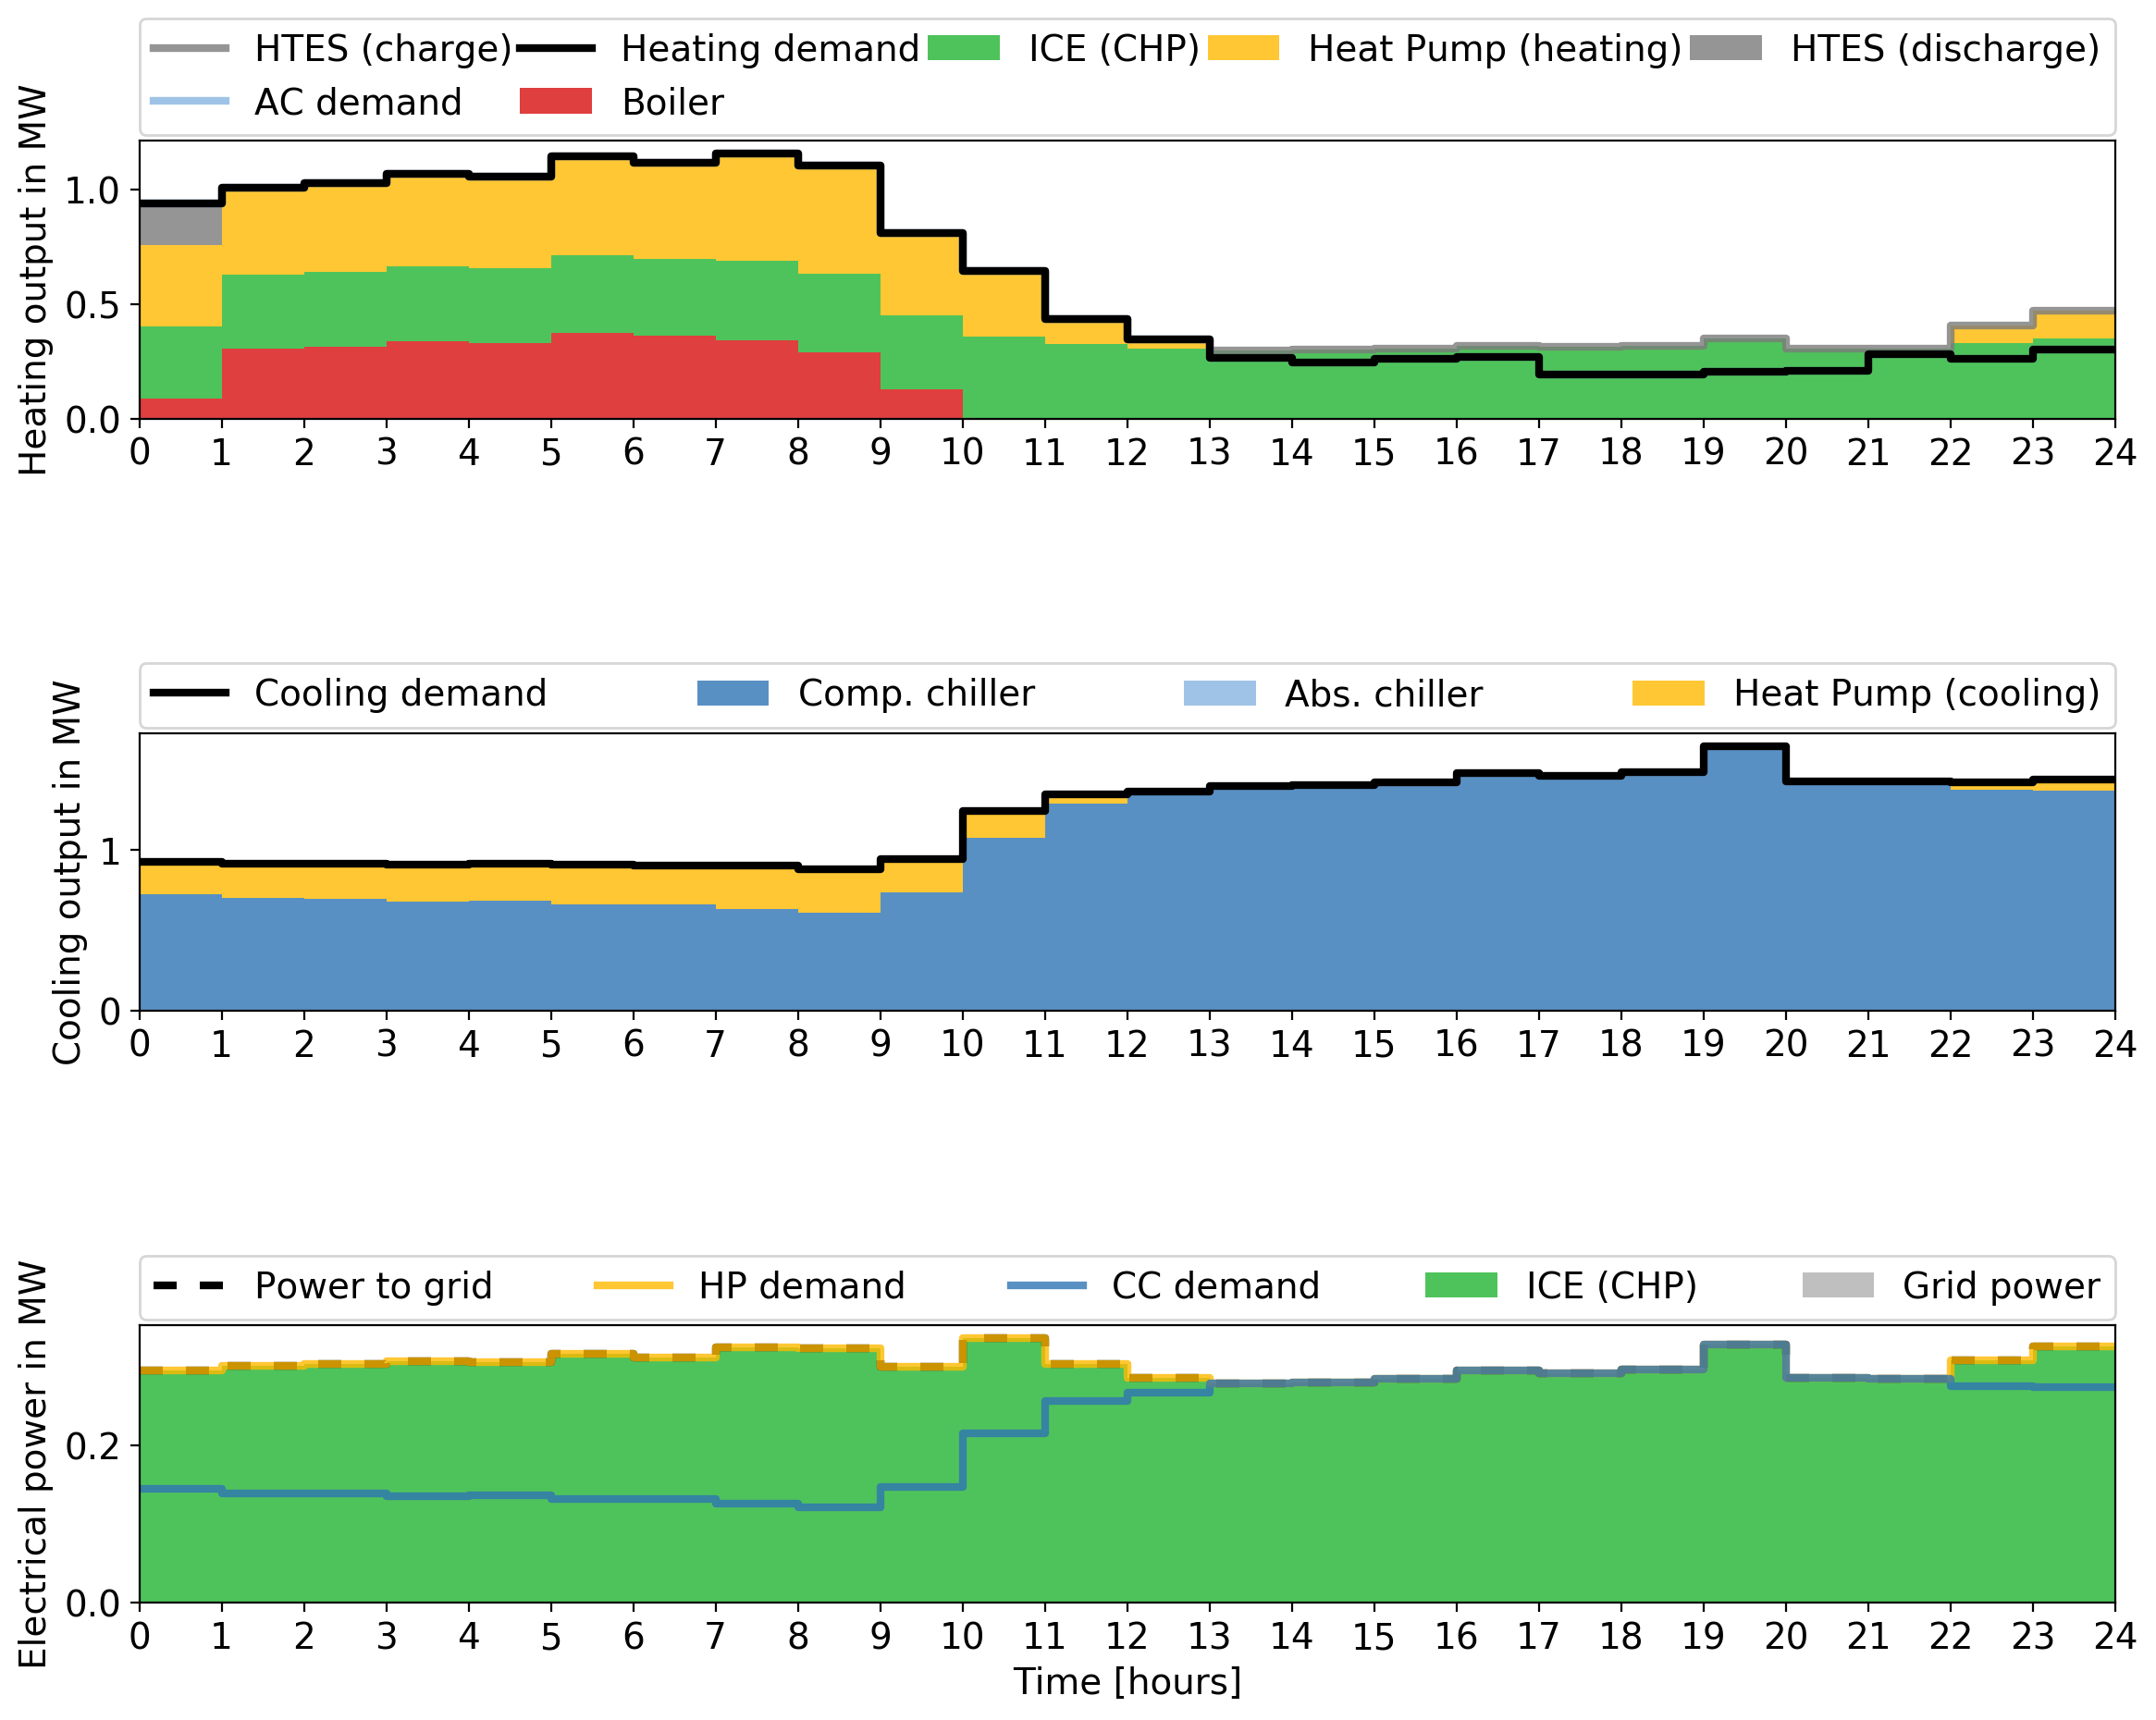 HTES (charge) Heating demand ICE (CHP) Heat Pump (heating) HTES (discharge)
AC demand Boiler
Heating output in MW
1.0
0.5
0.0
0 1 2 3 4 5 6 7 8 9 10 11 12 13 14 15 16 17 18 19 20 21 22 23 24
Cooling demand Comp. chiller Abs. chiller Heat Pump (cooling)
Cooling output in MW
1
0
0 1 2 3 4 5 6 7 8 9 10 11 12 13 14 15 16 17 18 19 20 21 22 23 24
Power to grid HP demand CC demand ICE (CHP) Grid power
Electrical power in MW
0.2
0.0
0 1 2 3 4 5 6 7 8 9 10 11 12 13 14 15 16 17 18 19 20 21 22 23 24
Time [hours]